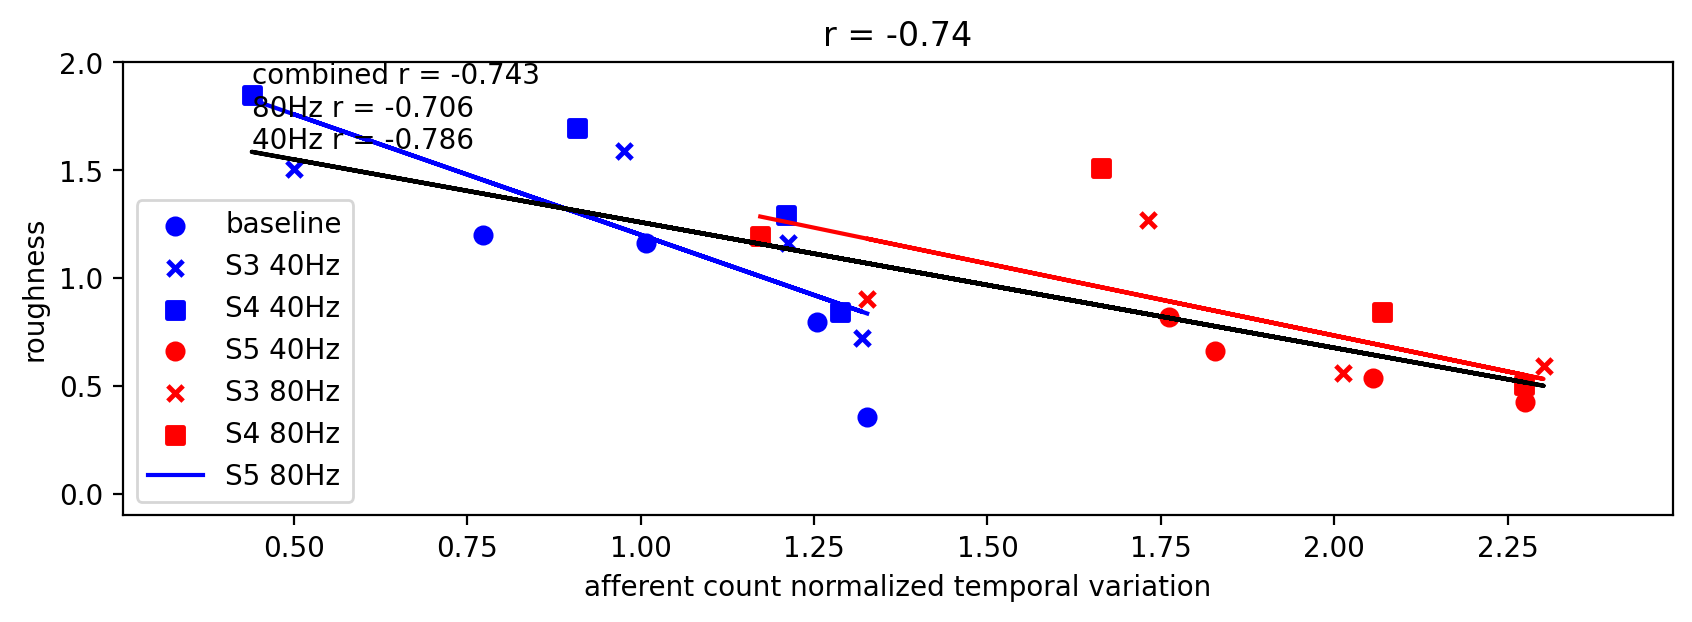 r = -0.74
combined r = -0.743
80Hz r = -0.706
40Hz r = -0.786
roughness
2.0
1.5
1.0
0.5
0.0
baseline
S3 40Hz
S4 40Hz
S5 40Hz
S3 80Hz
S4 80Hz
S5 80Hz
0.50 0.75 1.00 1.25 1.50 1.75 2.00 2.25
afferent count normalized temporal variation